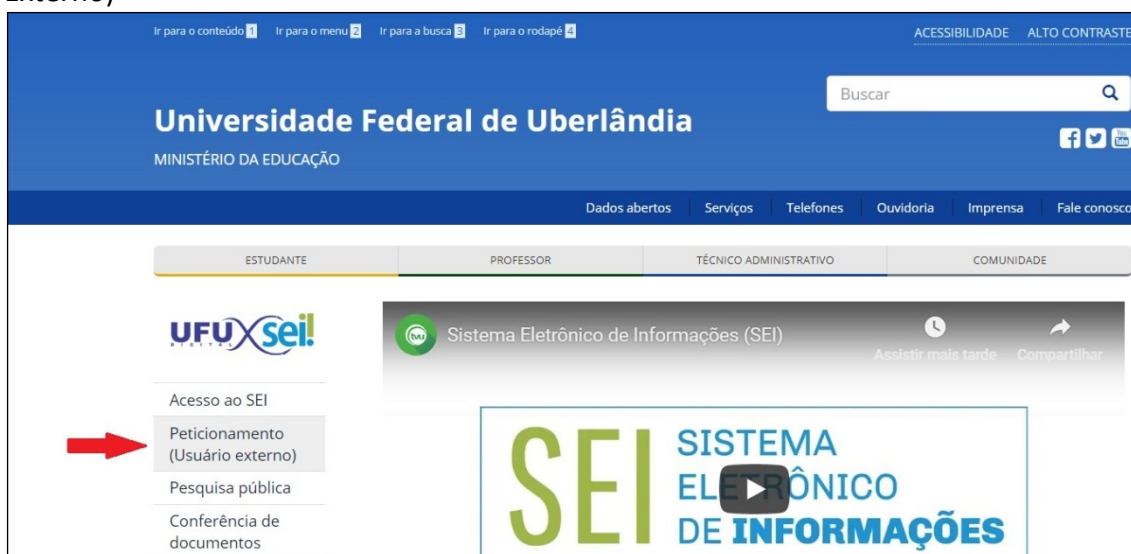 Externo)
Ir para o conteúdo 1 Ir para o menu 2 Ir para a busca 3 Ir para o rodapé 4 ACESSIBILIDADE ALTO CONTRASTE
Buscar
Universidade Federal de Uberlândia
MINISTÉRIO DA EDUCAÇÃO
Dados abertos Serviços Telefones Ouvidoria Imprensa Fale conosco
ESTUDANTE PROFESSOR TÉCNICO ADMINISTRATIVO COMUNIDADE
UFU sei!
DIGITAL
tvu Sistema Eletrônico de Informações (SEI)
Assistir mais tarde Compartilhar
Acesso ao SEI
Peticionamento
(Usuário externo)
Pesquisa pública
Conferência de
documentos
SEI SISTEMA
ELETRÔNICO
DE INFORMAÇÕES